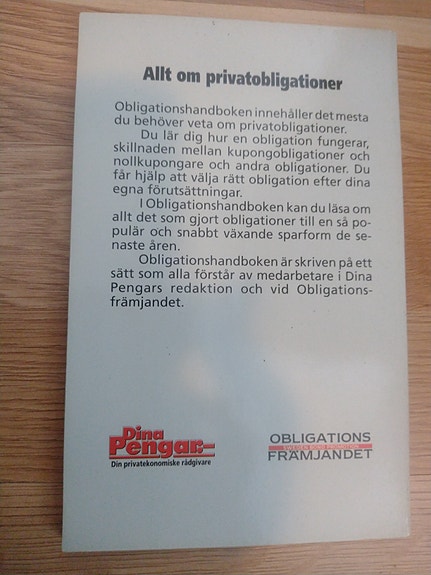 Allt om privatobligationer
Obligationshandboken innehåller det mesta
du behöver veta om privatobligationer.
Du lär dig hur en obligation fungerar,
skillnaden mellan kupongobligationer och
nollkupongare och andra obligationer. Du
får hjälp att välja rätt obligation efter dina
egna förutsättningar.
I Obligationshandboken kan du läsa om
allt det som gjort obligationer till en så po-
pulär och snabbt växande sparform de se-
naste åren.
Obligationshandboken är skriven på ett
sätt som alla förstår av medarbetare i Dina
Pengars redaktion och vid Obligations-
främjandet.
Dina
Pengar:-
Din privatekonomiske rådgivare
OBLIGATIONS
SWEDEN BOND PROMOTION
FRÄMJANDET